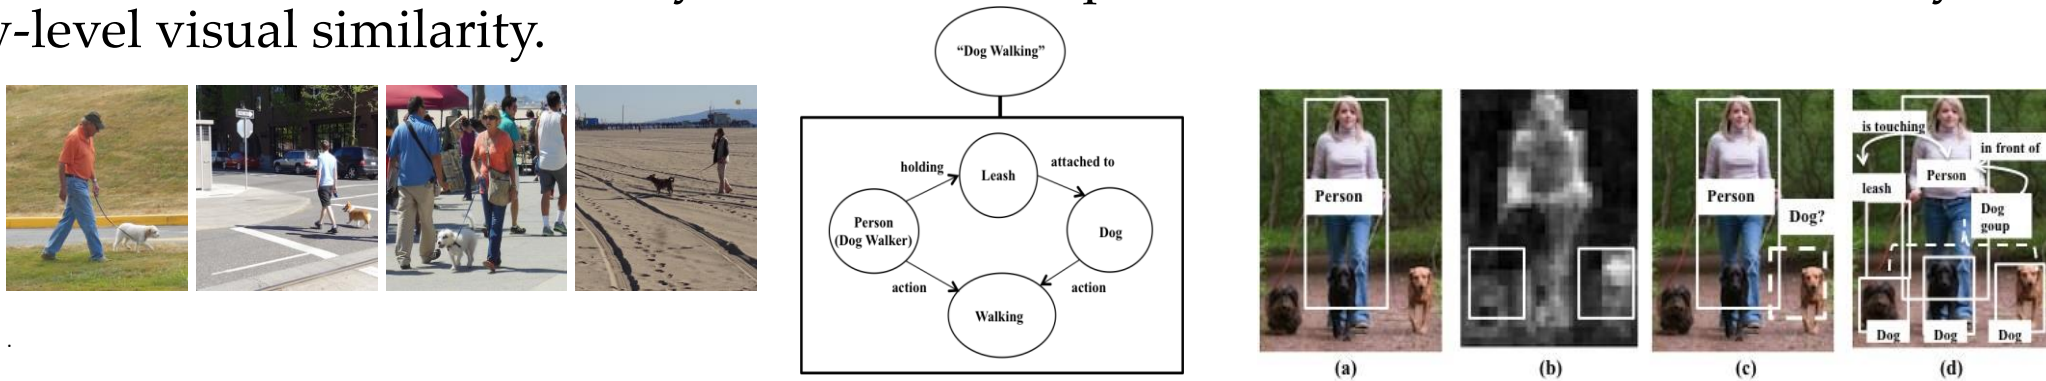 y-level visual similarity.
“Dog Walking”
holding
Leash
attached to
Person
(Dog Walker)
Dog
action
action
Walking
Person
(a)
(b)
Person
Dog?
(c)
is touching
in front of
Person
leash
Dog
goup
Dog
Dog
Dog
(d)